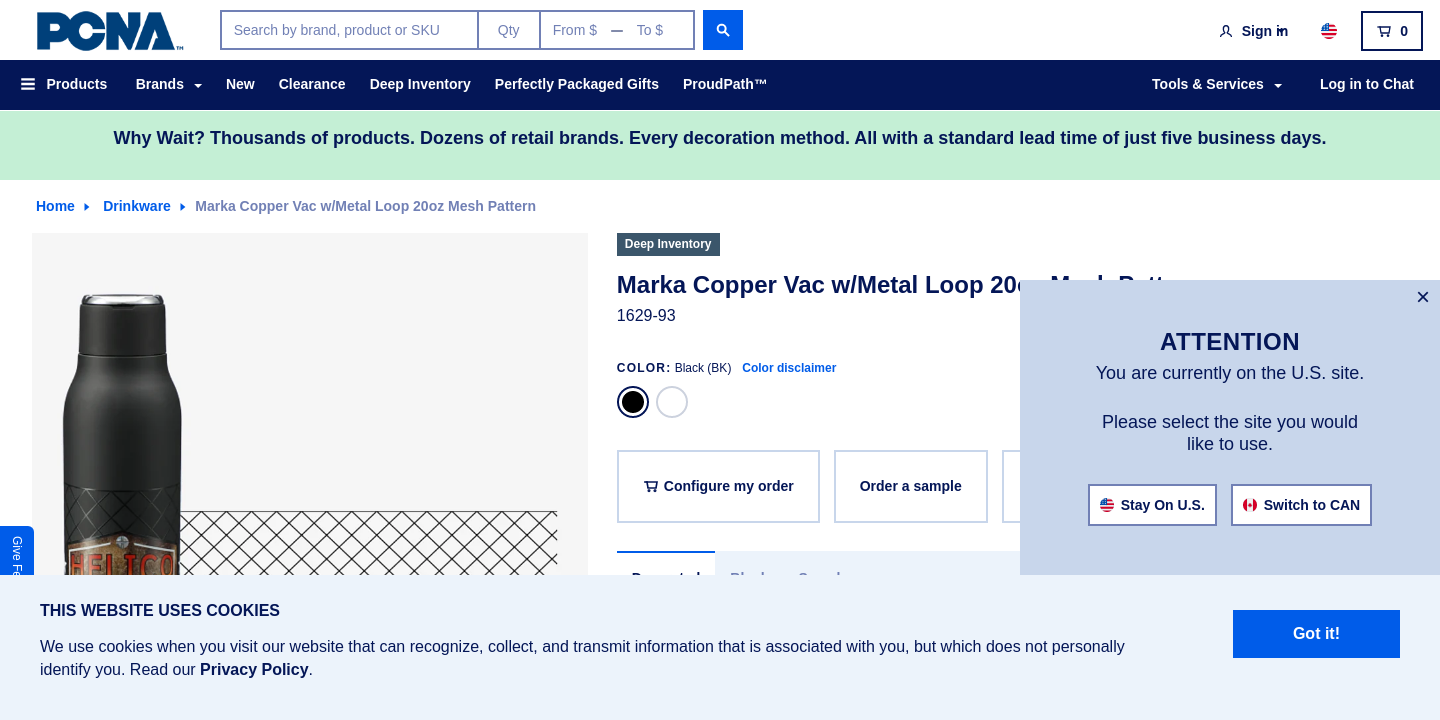 PCNA™
Search by brand, product or SKU
Qty
From $ — To $
Sign in
0
Products
Brands
New
Clearance
Deep Inventory
Perfectly Packaged Gifts
ProudPath™
Tools & Services
Log in to Chat
Why Wait? Thousands of products. Dozens of retail brands. Every decoration method. All with a standard lead time of just five business days.
Home
Drinkware
Marka Copper Vac w/Metal Loop 20oz Mesh Pattern
Deep Inventory
Marka Copper Vac w/Metal Loop
1629-93
COLOR: Black (BK) Color disclaimer
Configure my order
Order a sample
×
ATTENTION
You are currently on the U.S. site.
Please select the site you would
like to use.
Stay On U.S.
Switch to CAN
HELICO
Give
THIS WEBSITE USES COOKIES
We use cookies when you visit our website that can recognize, collect, and transmit information that is associated with you, but which does not personally
identify you. Read our Privacy Policy.
Got it!